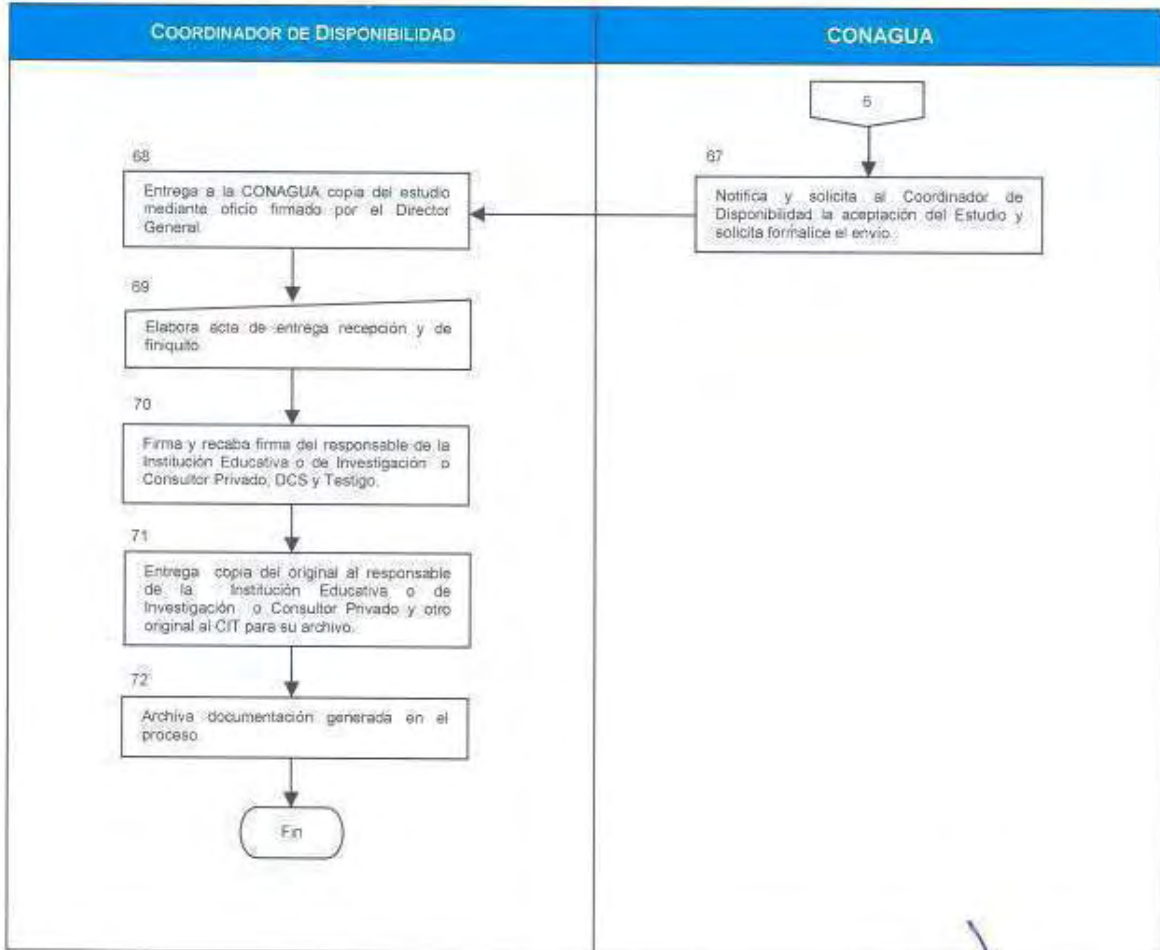 COORDINADOR DE DISPONIBILIDAD
CONAGUA
6
67
Notifica y solicita al Coordinador de
Disponibilidad la aceptación del Estudio y
solicita formalice el envío.
68
Entrega a la CONAGUA copia del estudio
mediante oficio firmado por el Director
General.
69
Elabora acta de entrega recepción y de
finiquito
70
Firma y recaba firma del responsable de la
Institución Educativa o de Investigación o
Consultor Privado, DCS y Testigo.
71
Entrega copia del original al responsable
de la Institución Educativa o de
Investigación o Consultor Privado y otro
original al CIT para su archivo.
72
Archiva documentación generada en el
proceso
Fin